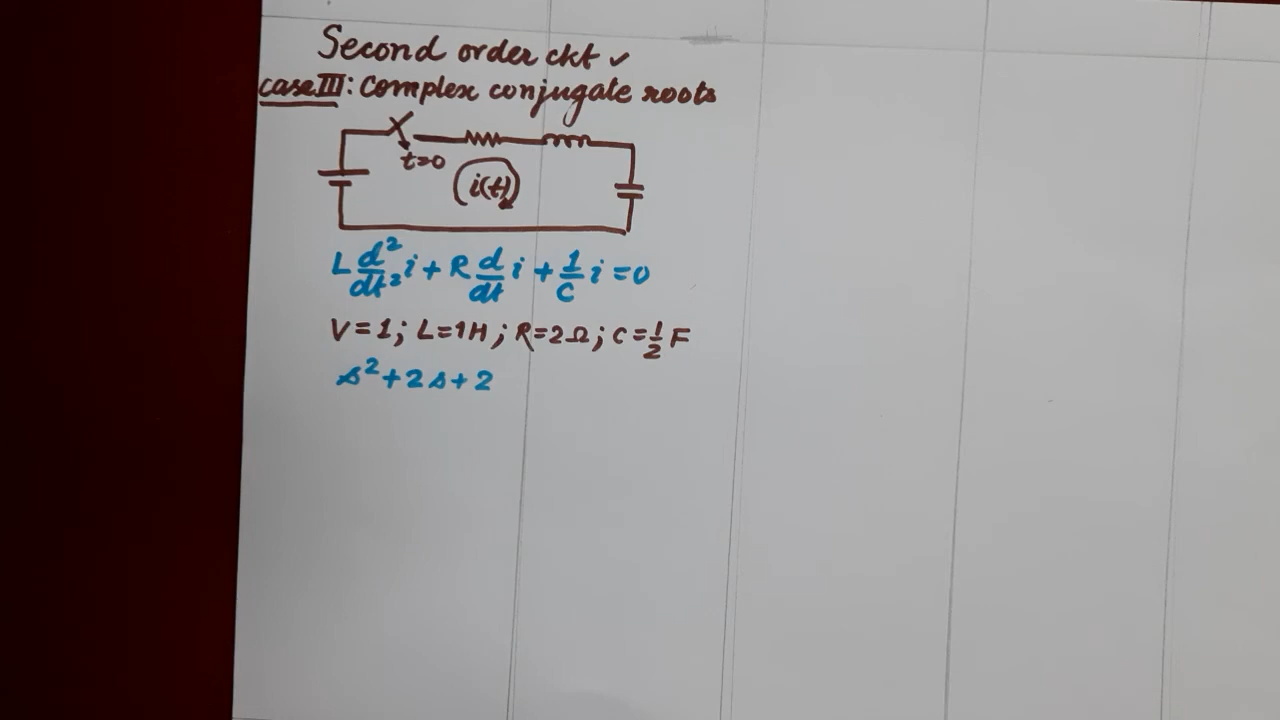 Second order ckt ✓
case III: Complex conjugate roots
t=0
i(t)
L d²/dt² i + R d/dt i + 1/C i = 0
V=1; L=1H; R=2Ω; C=1/2 F
s²+2s+2